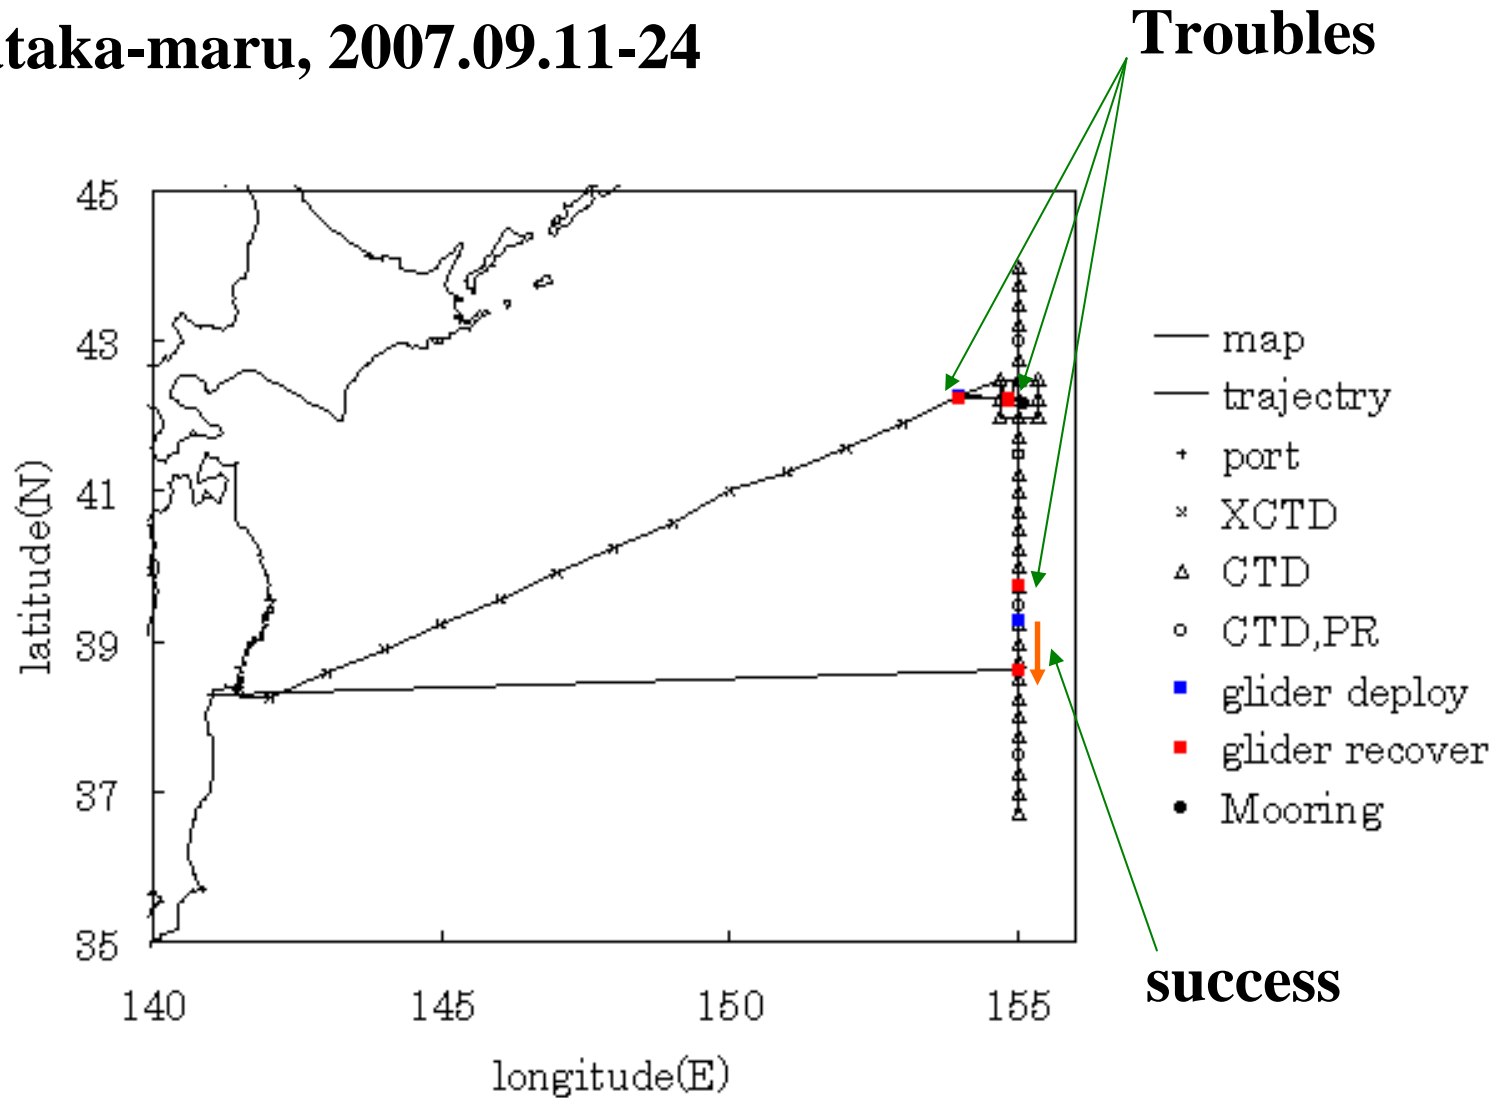 taka-maru, 2007.09.11-24
Troubles
45
43
41
39
37
35
latitude(N)
140
145
150
155
longitude(E)
map
trajectry
port
XCTD
CTD
CTD,PR
glider deploy
glider recover
Mooring
success